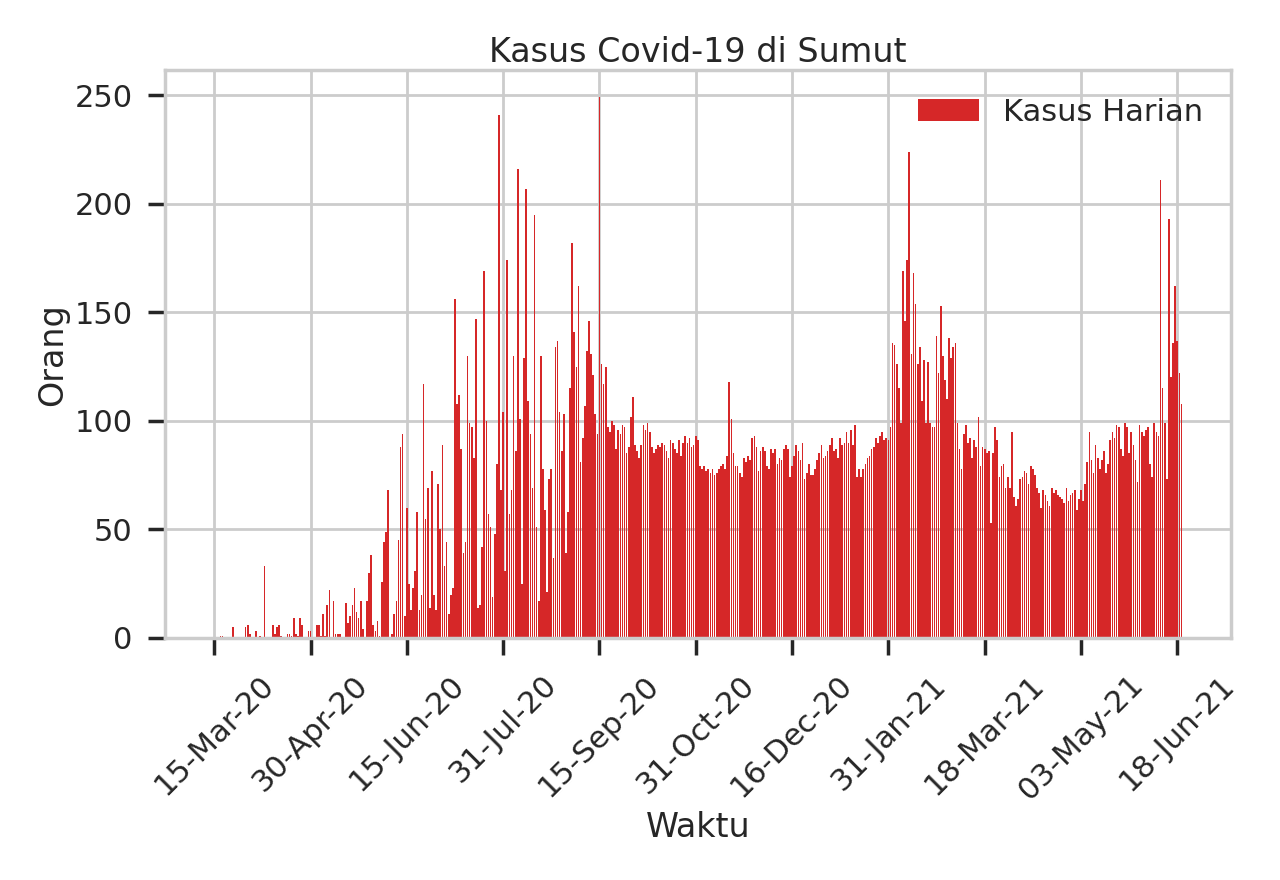 Kasus Covid-19 di Sumut
Kasus Harian
Orang
250
200
150
100
50
0
15-Mar-20
30-Apr-20
15-Jun-20
31-Jul-20
15-Sep-20
31-Oct-20
16-Dec-20
31-Jan-21
18-Mar-21
03-May-21
18-Jun-21
Waktu